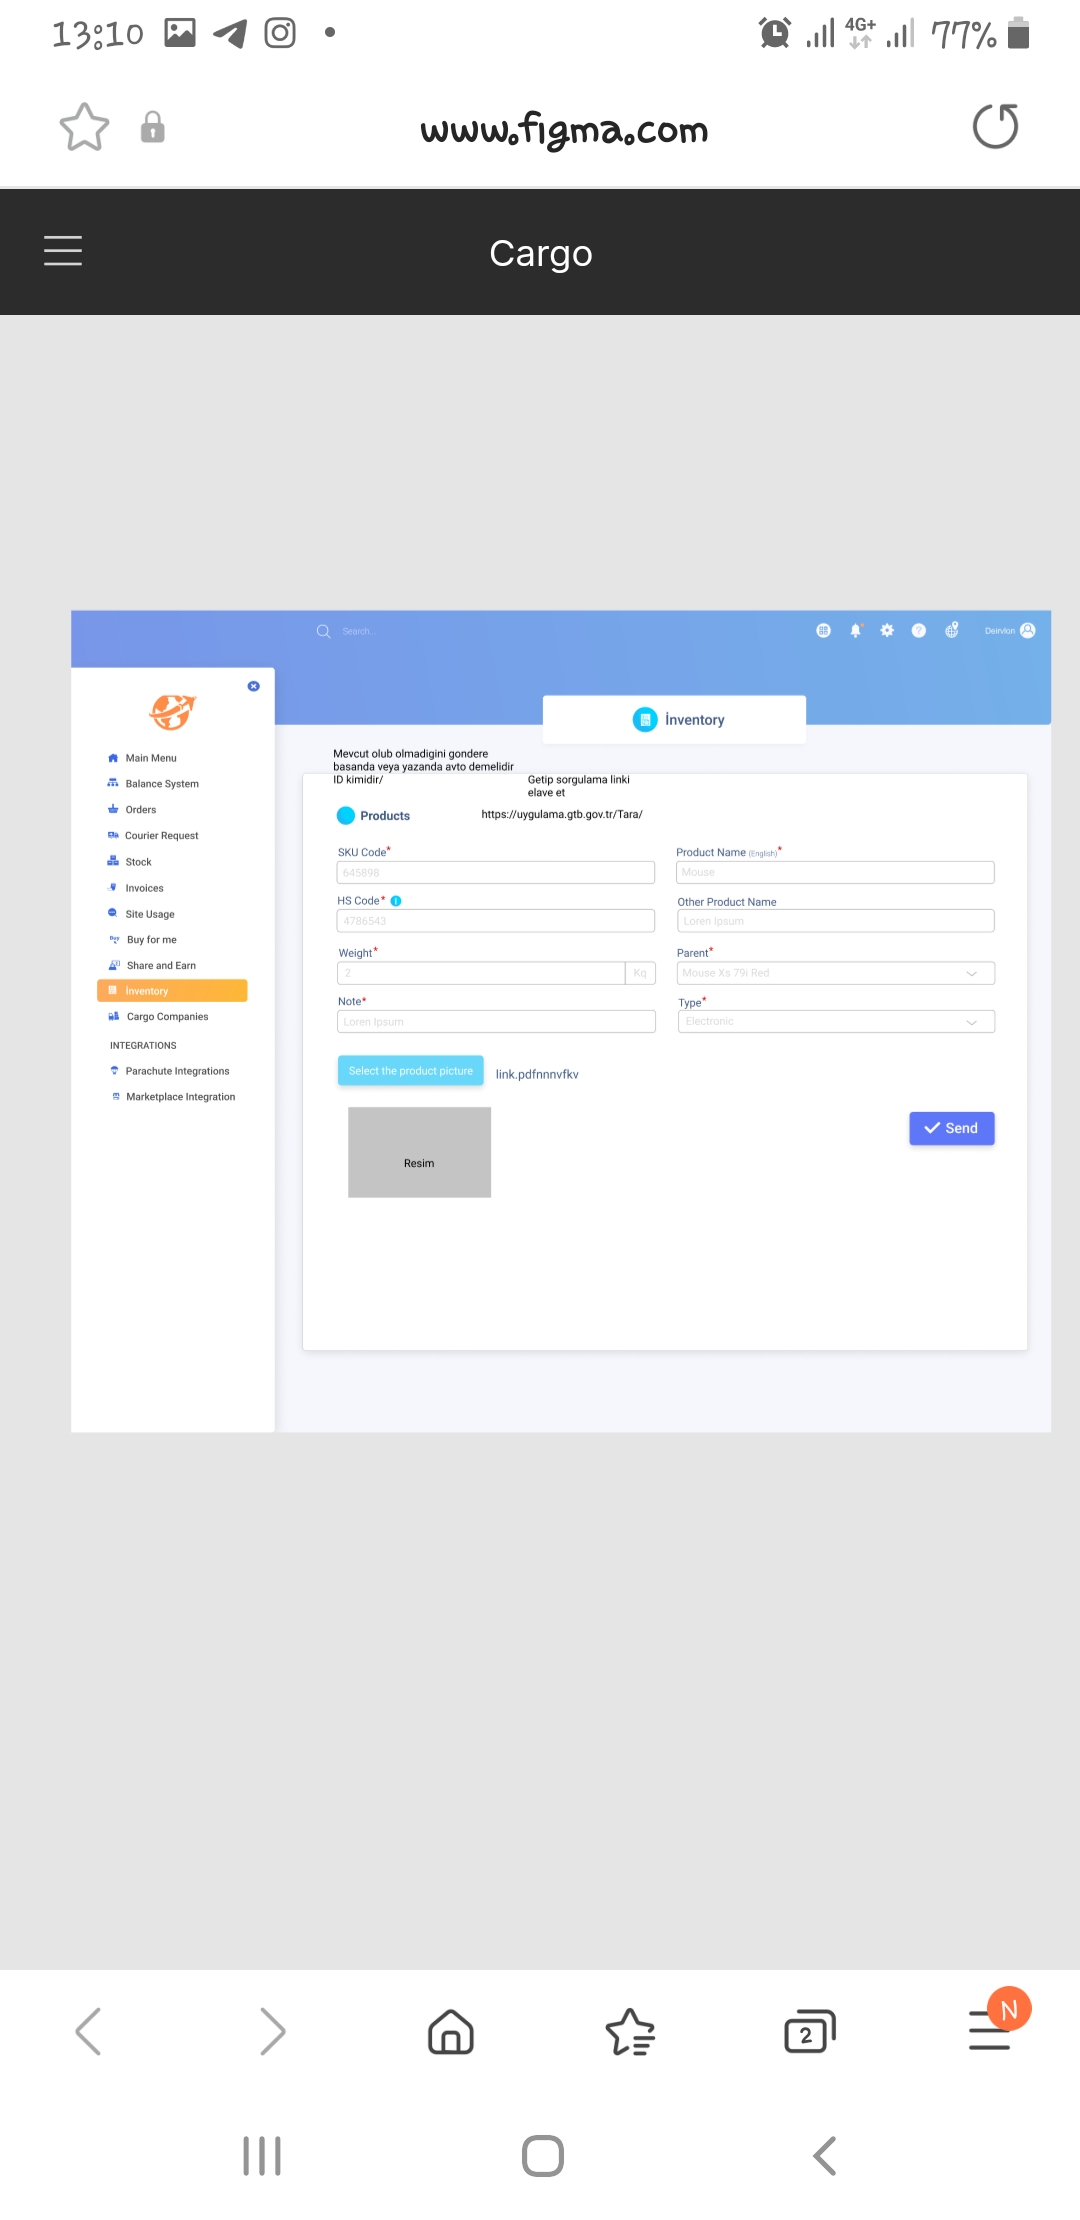 13:10
4G+
77%
www.figma.com
Cargo
Search...
Deirvlon
İnventory
Main Menu
Balance System
Orders
Courier Request
Stock
Invoices
Site Usage
Buy for me
Share and Earn
İnventory
Cargo Companies
INTEGRATIONS
Parachute Integrations
Marketplace Integration
Mevcut olub olmadigini gondere
basanda veya yazanda avto demelidir
ID kimidir/
Getip sorgulama linki
elave et
Products
https://uygulama.gtb.gov.tr/Tara/
SKU Code*
645898
Product Name (English)*
Mouse
HS Code*
4786543
Other Product Name
Loren Ipsum
Weight*
2
Kq
Parent*
Mouse Xs 79i Red
Note*
Loren Ipsum
Type*
Electronic
Select the product picture
link.pdfnnnvfkv
Send
Resim
2
N